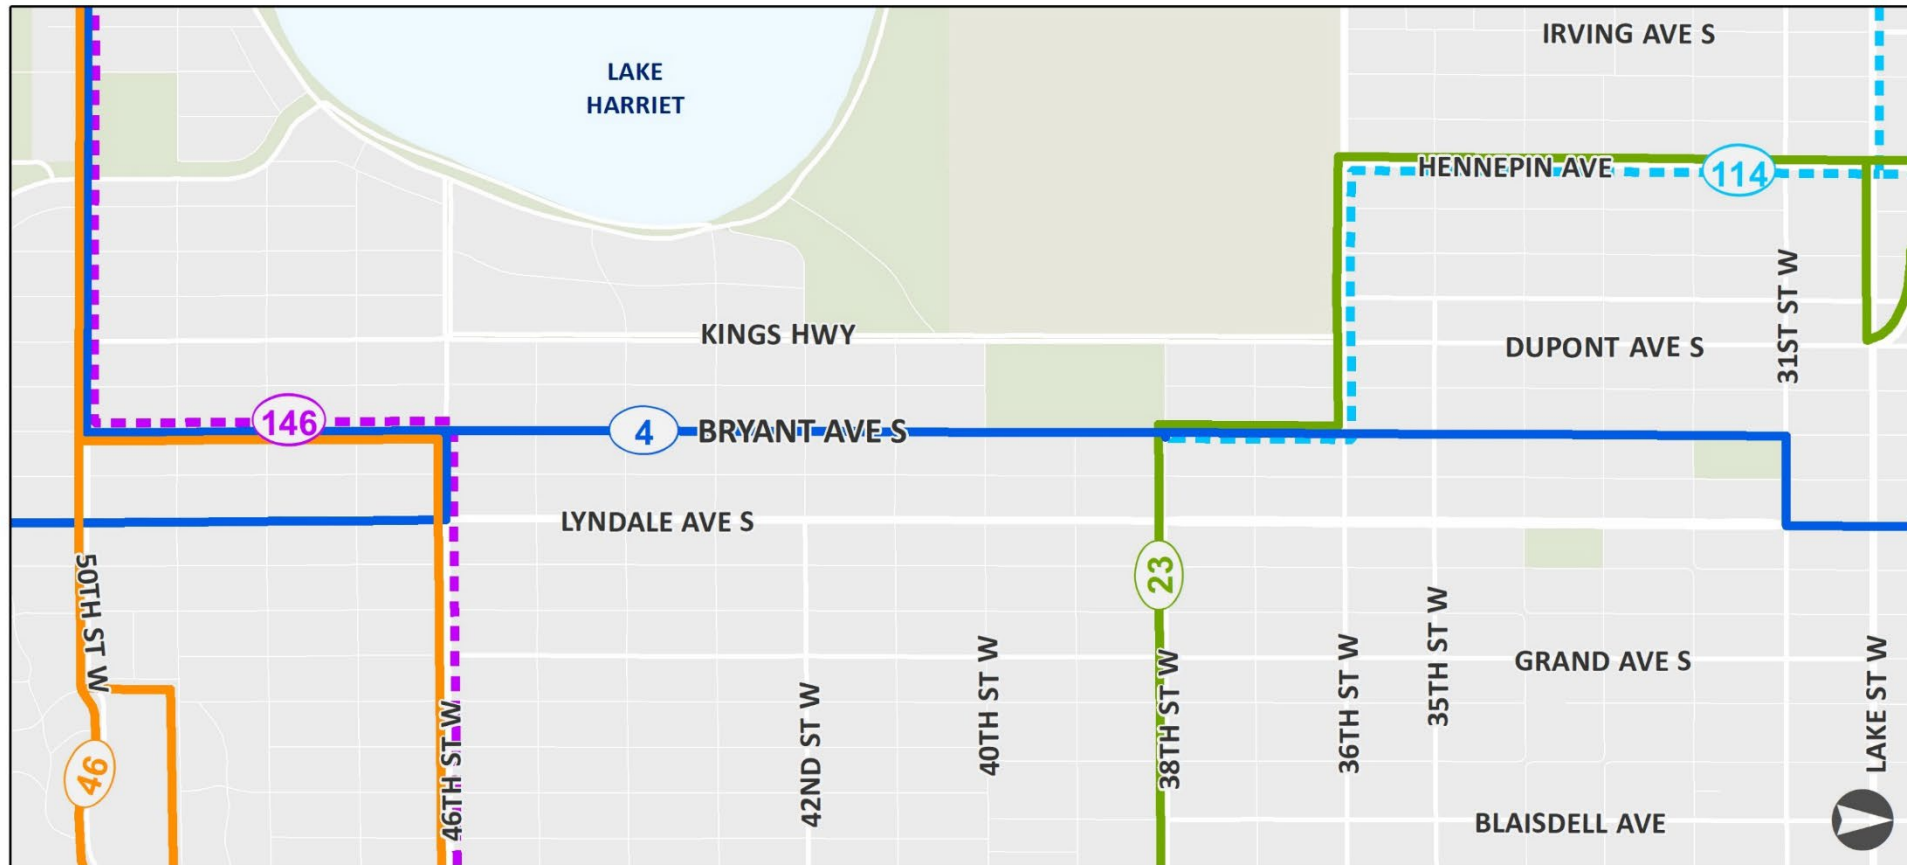 IRVING AVE S
LAKE
HARRIET
HENNEPIN AVE
114
KINGS HWY
DUPONT AVE S
31ST ST W
146
4
BRYANT AVE S
LYNDALE AVE S
23
50TH ST W
46
46TH ST W
42ND ST W
40TH ST W
38TH ST W
36TH ST W
35TH ST W
GRAND AVE S
LAKE ST W
BLAISDELL AVE